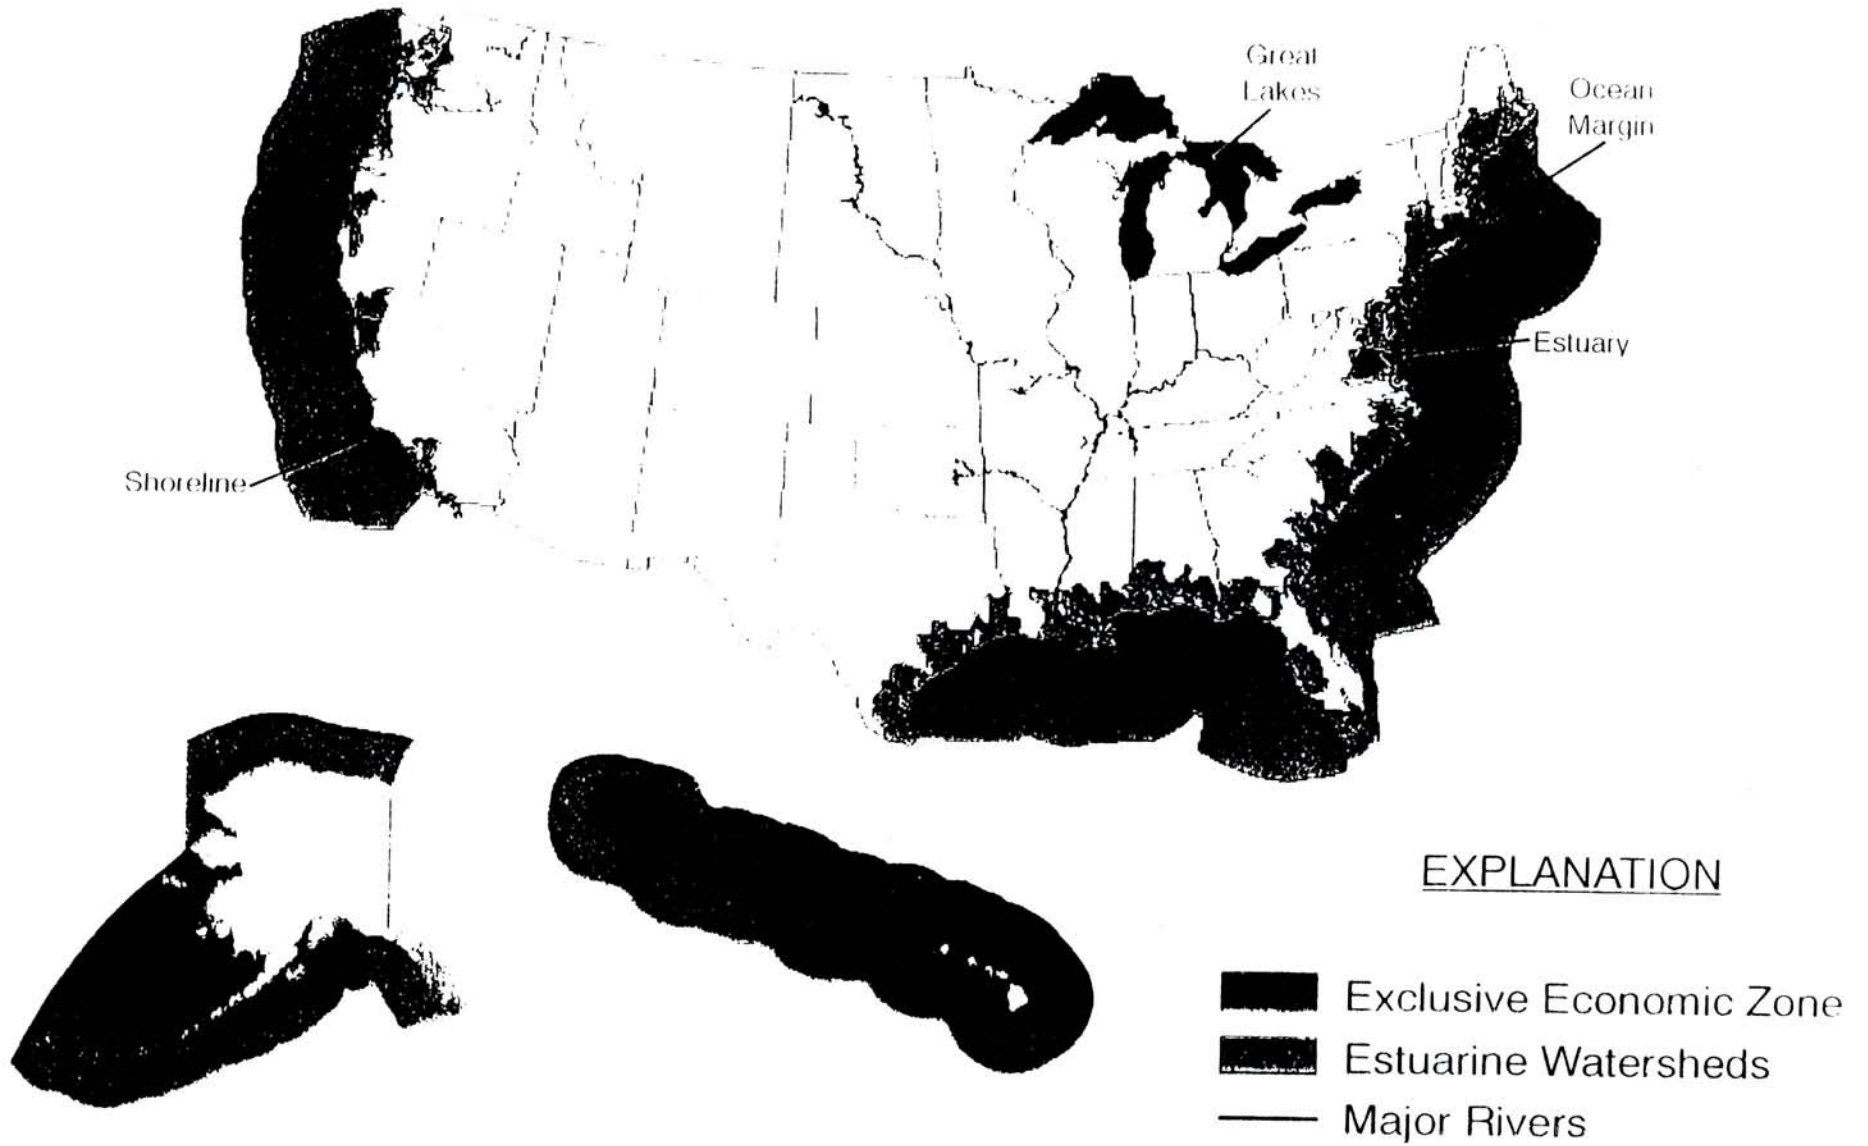 Great
Lakes
Ocean
Margin
Estuary
Shoreline
EXPLANATION
Exclusive Economic Zone
Estuarine Watersheds
Major Rivers